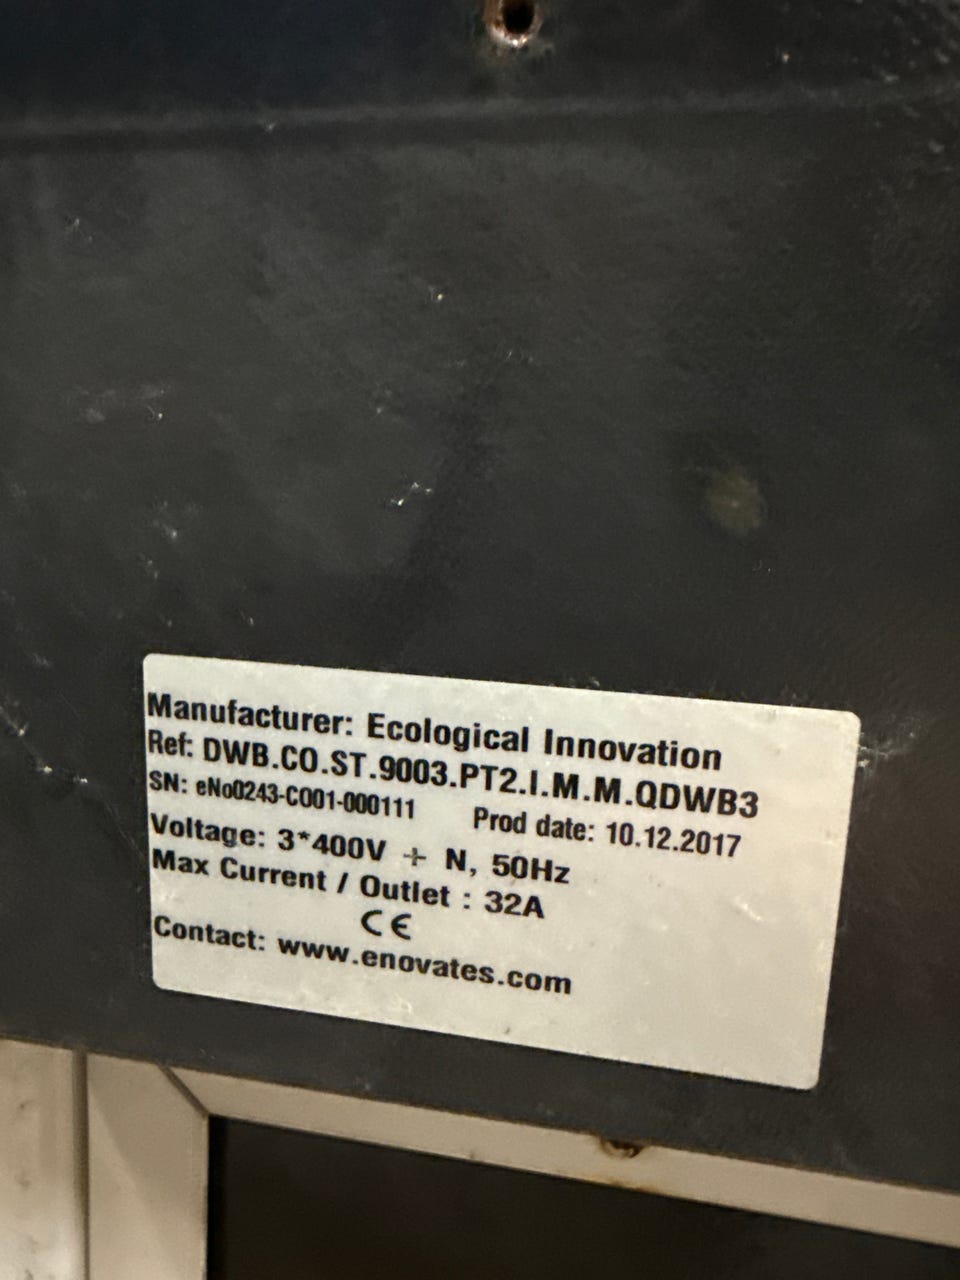 Manufacturer: Ecological Innovation
Ref: DWB.CO.ST.9003.PT2.I.M.M.QDWB3
SN: eNo0243-C001-000111 Prod date: 10.12.2017
Voltage: 3*400V + N, 50Hz
Max Current / Outlet : 32A
CE
Contact: www.enovates.com